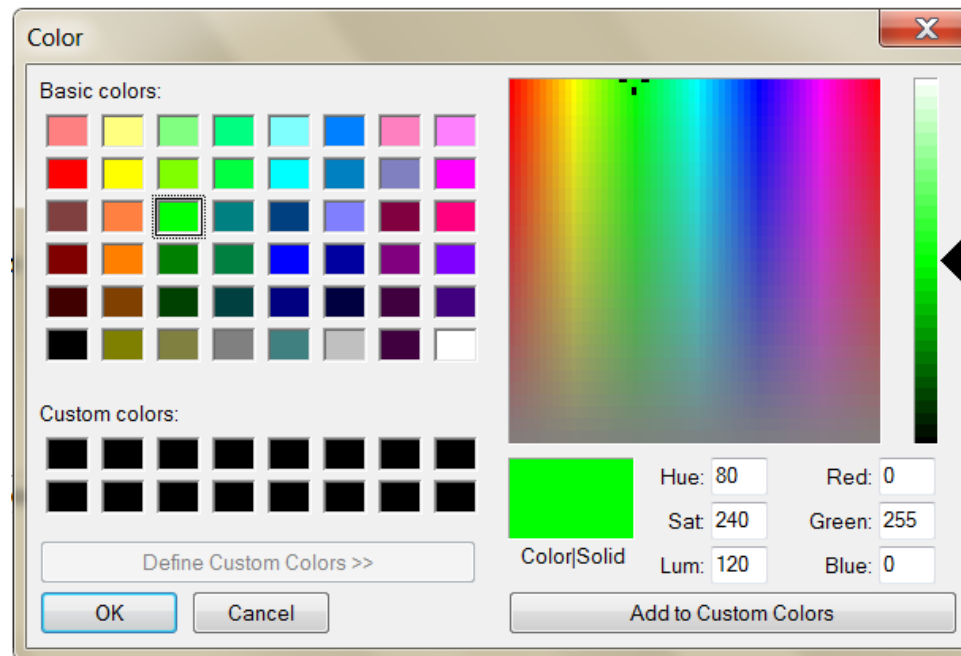 Color
X
Basic colors:
Custom colors:
Define Custom Colors >>
OK Cancel
Color|Solid
Hue: 80 Red: 0
Sat: 240 Green: 255
Lum: 120 Blue: 0
Add to Custom Colors